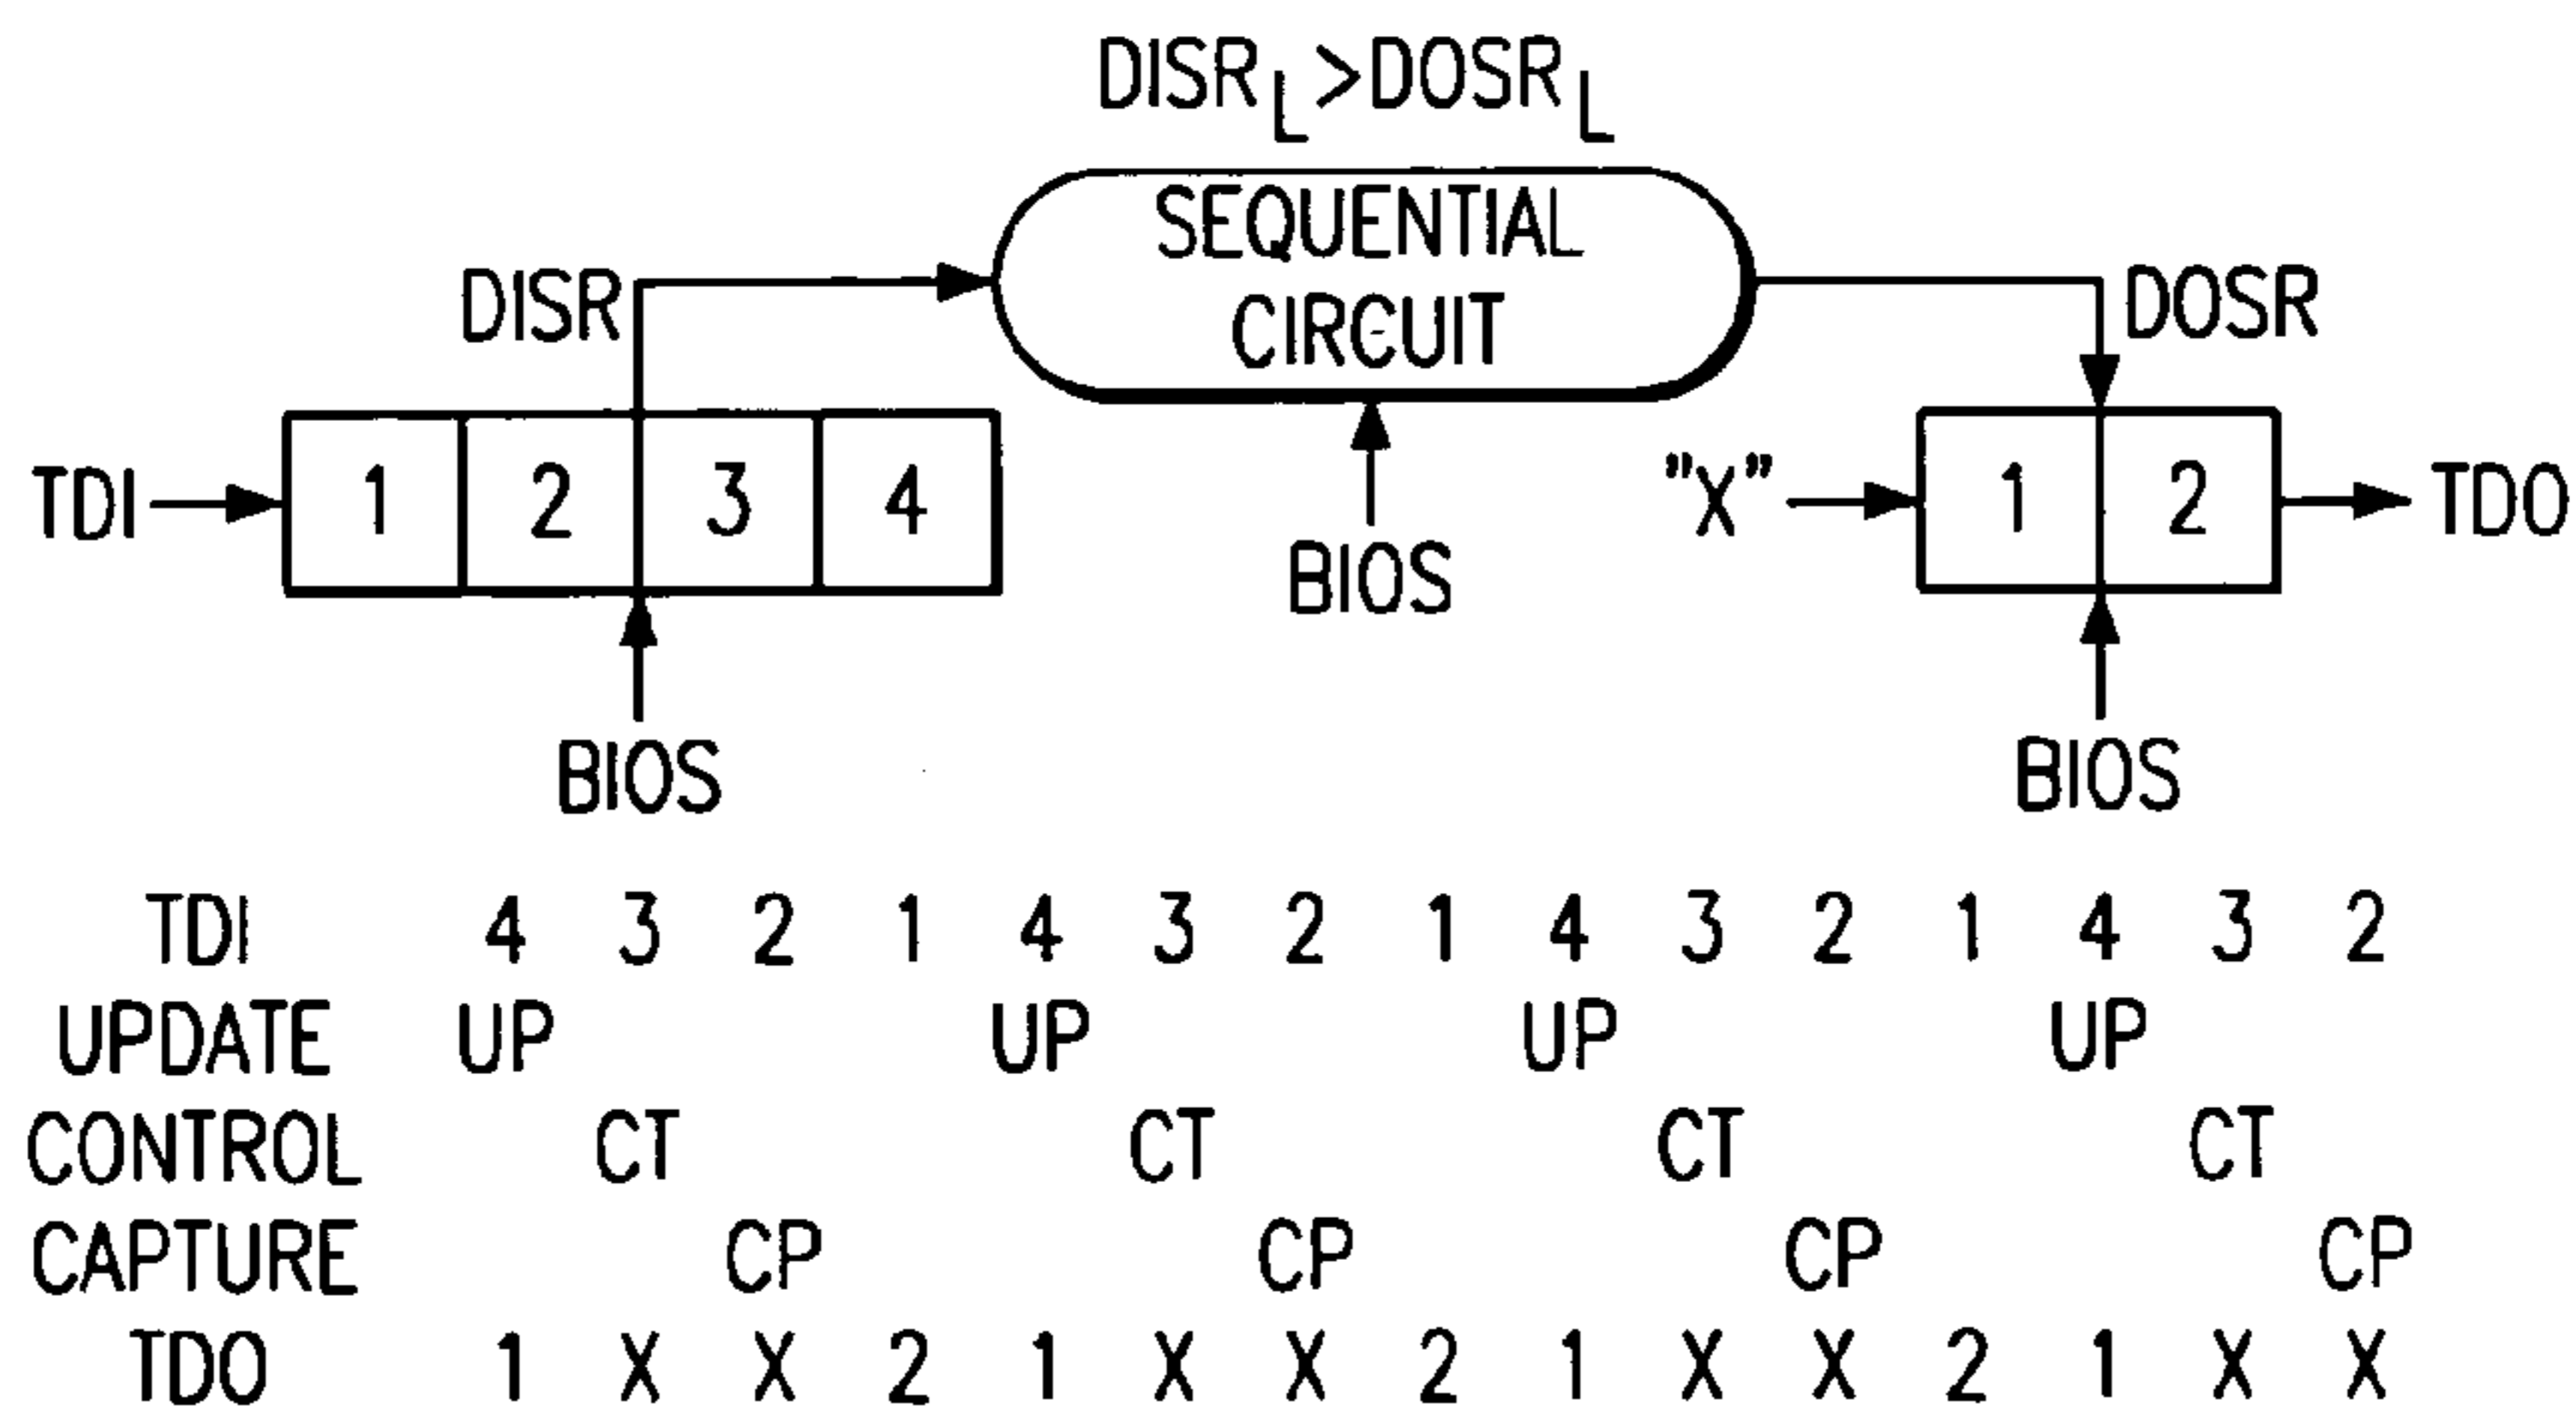 DISR L >DOSR L
SEQUENTIAL
CIRCUIT
DISR
DOSR
TDI
1 2 3 4
"X"
1 2
TDO
BIOS
BIOS
BIOS
TDI 4 3 2 1 4 3 2 1 4 3 2 1 4 3 2
UPDATE UP UP UP UP
CONTROL CT CT CT CT
CAPTURE CP CP CP CP
TDO 1 X X 2 1 X X 2 1 X X 2 1 X X